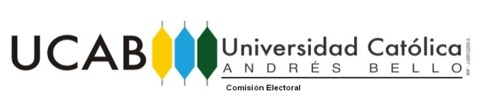 UCAB
Universidad Católica
ANDRÉS BELLO
Comisión Electoral